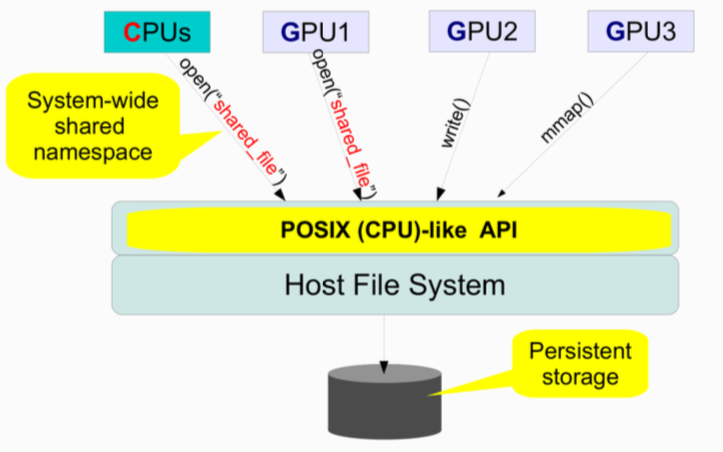 CPUs
GPU1
GPU2
GPU3
open("shared_file")
open("shared_file")
write()
mmap()
System-wide
shared
namespace
POSIX (CPU)-like API
Host File System
Persistent
storage